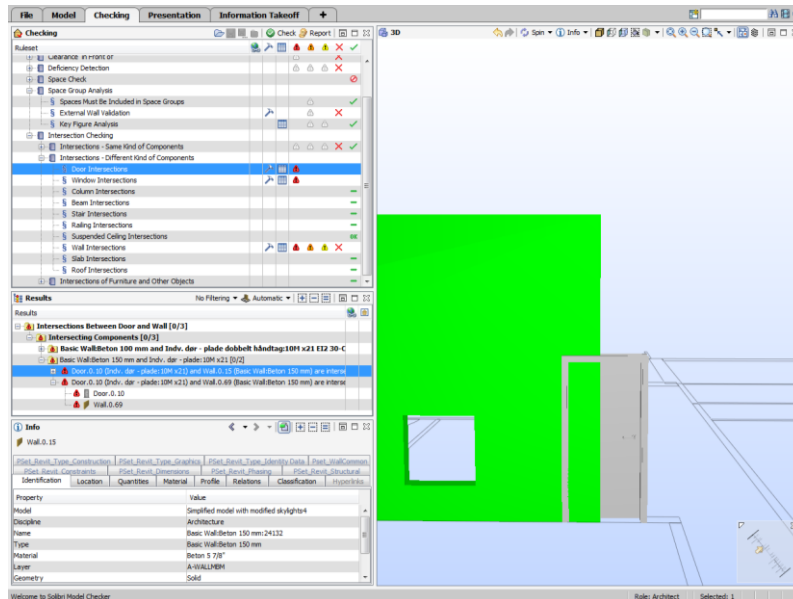 File Model Checking Presentation Information Takeoff +
Checking Check Report
Ruleset
Clearance in Front of
Deficiency Detection
Space Check
Space Group Analysis
§ Spaces Must Be Included in Space Groups
§ External Wall Validation
§ Key Figure Analysis
Intersection Checking
Intersections - Same Kind of Components
Intersections - Different Kind of Components
§ Door Intersections
§ Window Intersections
§ Column Intersections
§ Beam Intersections
§ Stair Intersections
§ Railing Intersections
§ Suspended Ceiling Intersections
§ Wall Intersections
§ Slab Intersections
§ Roof Intersections
Intersections of Furniture and Other Objects
Results No Filtering Automatic
Results
Intersections Between Door and Wall [0/3]
Intersecting Components [0/3]
Basic Wall:Beton 100 mm and Indv. dør - plade dobbelt håndtag:10M x21 EI2 30-C
Basic Wall:Beton 150 mm and Indv. dør - plade:10M x21 [0/2]
Door.0.10 (Indv. dør - plade:10M x21) and Wall.0.15 (Basic Wall:Beton 150 mm) are interse
Door.0.10 (Indv. dør - plade:10M x21) and Wall.0.69 (Basic Wall:Beton 150 mm) are interse
Door.0.10
Wall.0.69
Info
Wall.0.15
PSet_Revit_Type_Construction PSet_Revit_Type_Graphics PSet_Revit_Type_Identity Data Pset_WallCommon
PSet_Revit_Constraints PSet_Revit_Dimensions PSet_Revit_Phasing PSet_Revit_Structural
Identification Location Quantities Material Profile Relations Classification Hyperlinks
Property Value
Model Simplified model with modified skylights4
Discipline Architecture
Name Basic Wall:Beton 150 mm:24132
Type Basic Wall:Beton 150 mm
Material Beton 5 7/8"
Layer A-WALLMBM
Geometry Solid
3D Spin Info
Welcome to Solibri Model Checker Role: Architect Selected: 1